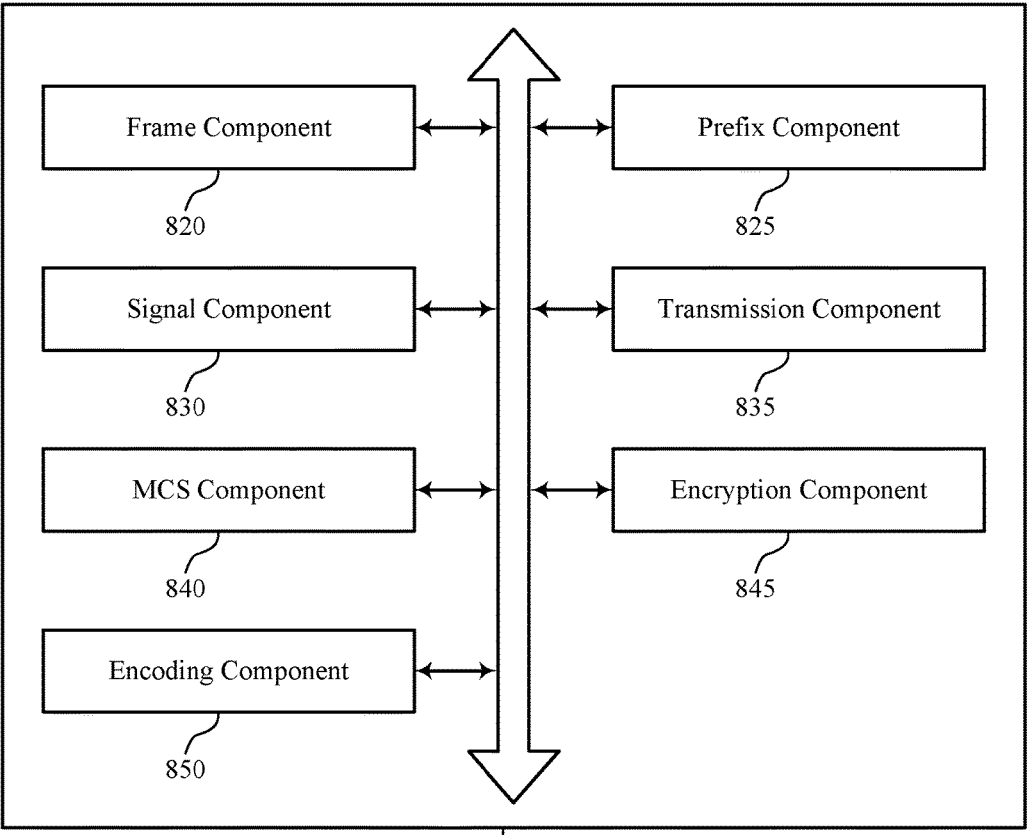 Frame Component
820
Prefix Component
825
Signal Component
830
Transmission Component
835
MCS Component
840
Encryption Component
845
Encoding Component
850